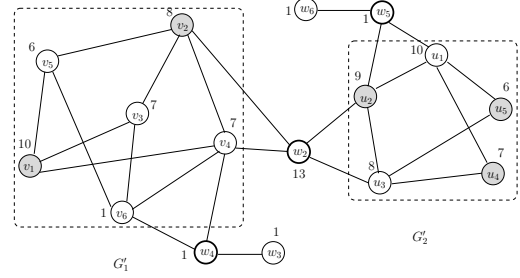 1 w₆ w₅ 1
8 v₂ 10 u₁
6 v₅ 9 u₂ 6 u₅
v₃ 7
10 v₁ 7 v₄ w₂ 13 8 u₃ 7 u₄
1 v₆
1 w₄ 1 w₃
G′₁ G′₂